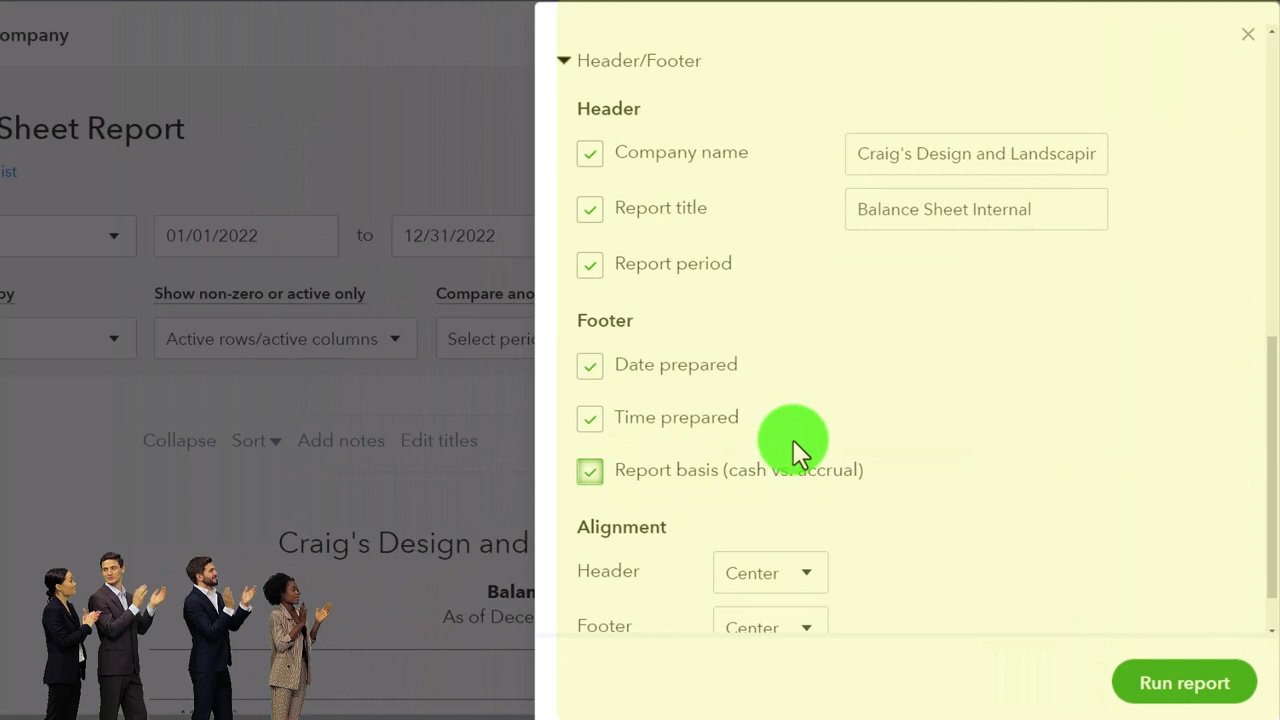 ompany
Sheet Report
ist
01/01/2022 to 12/31/2022
by Show non-zero or active only Compare ano
Active rows/active columns Select peri
Collapse Sort Add notes Edit titles
Craig's Design and
Balan
As of Dece
Header/Footer
Header
Company name Craig's Design and Landscapin
Report title Balance Sheet Internal
Report period
Footer
Date prepared
Time prepared
Report basis (cash vs. accrual)
Alignment
Header Center
Footer Center
Run report